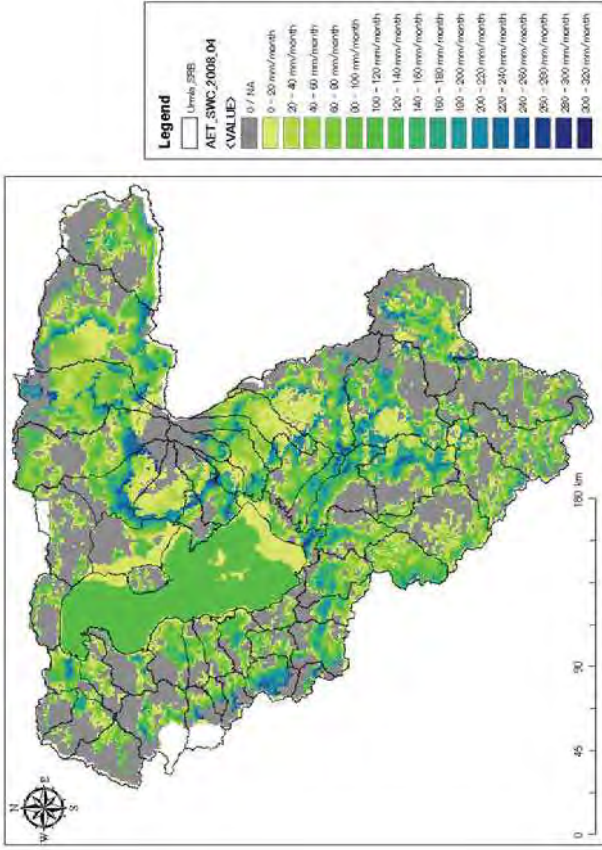 N
W
E
S
0
45
90
180 km
Legend
AET_SWC_2008_04
<VALUE>
0 / NA
0 - 20 mm/month
20 - 40 mm/month
40 - 60 mm/month
60 - 80 mm/month
80 - 100 mm/month
100 - 120 mm/month
120 - 140 mm/month
140 - 160 mm/month
160 - 180 mm/month
180 - 200 mm/month
200 - 220 mm/month
220 - 240 mm/month
240 - 260 mm/month
260 - 280 mm/month
280 - 300 mm/month
300 - 320 mm/month